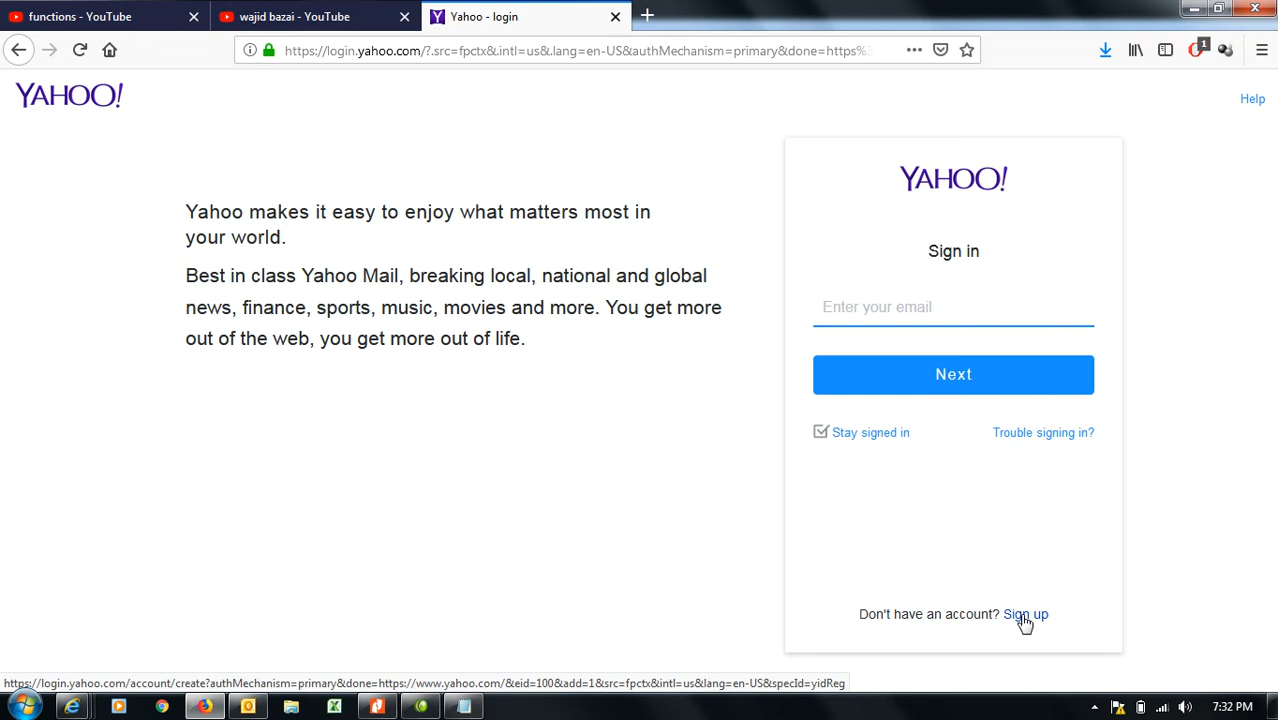 functions - YouTube
wajid bazai - YouTube
Yahoo - login
https://login.yahoo.com/?.src=fpctx&.intl=us&.lang=en-US&authMechanism=primary&done=https%3
1
YAHOO!
Help
Yahoo makes it easy to enjoy what matters most in
your world.
Best in class Yahoo Mail, breaking local, national and global
news, finance, sports, music, movies and more. You get more
out of the web, you get more out of life.
YAHOO!
Sign in
Enter your email
Next
Stay signed in
Trouble signing in?
Don't have an account? Sign up
https://login.yahoo.com/account/create?authMechanism=primary&done=https://www.yahoo.com/&eid=100&add=1&src=fpctx&intl=us&lang=en-US&specId=yidReg
7:32 PM